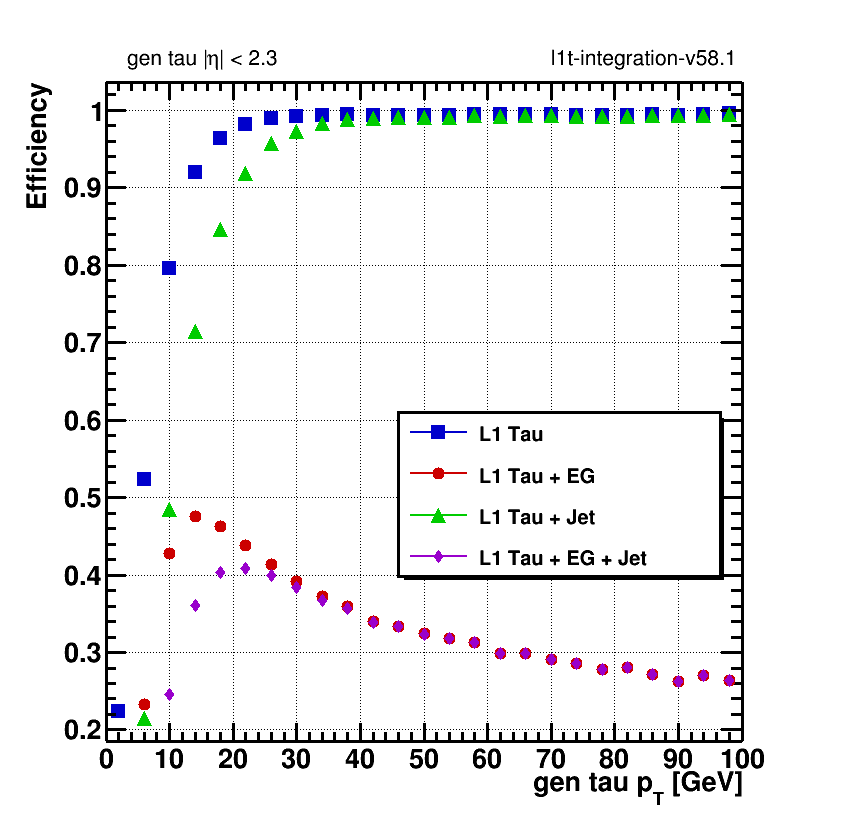 gen tau |η| < 2.3
l1t-integration-v58.1
Efficiency
1
0.9
0.8
0.7
0.6
0.5
0.4
0.3
0.2
L1 Tau
L1 Tau + EG
L1 Tau + Jet
L1 Tau + EG + Jet
0 10 20 30 40 50 60 70 80 90 100
gen tau p_T [GeV]